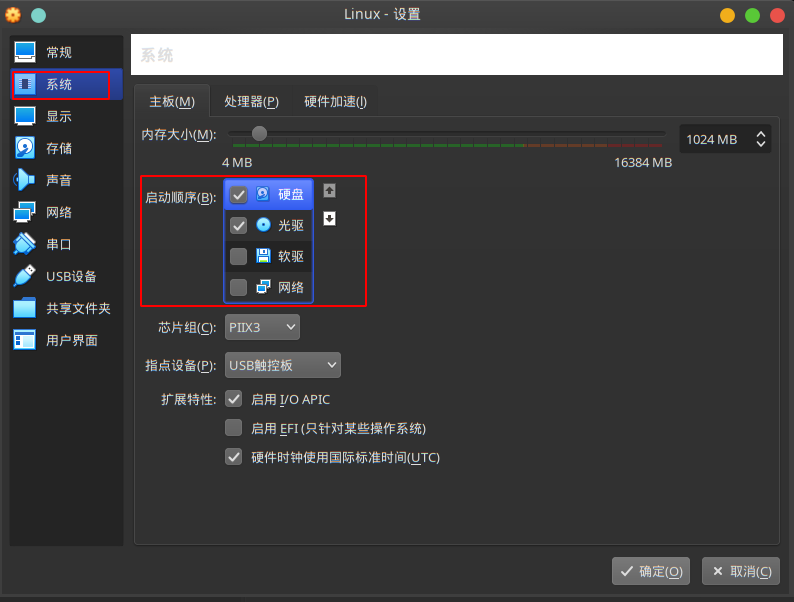 Linux - 设置
常规
系统
显示
存储
声音
网络
串口
USB设备
共享文件夹
用户界面
系统
主板(M) 处理器(P) 硬件加速(l)
内存大小(M): 1024 MB
4 MB 16384 MB
启动顺序(B): 硬盘
光驱
软驱
网络
芯片组(C): PIIX3
指点设备(P): USB触控板
扩展特性: 启用 I/O APIC
启用 EFI (只针对某些操作系统)
硬件时钟使用国际标准时间(UTC)
确定(O) 取消(C)